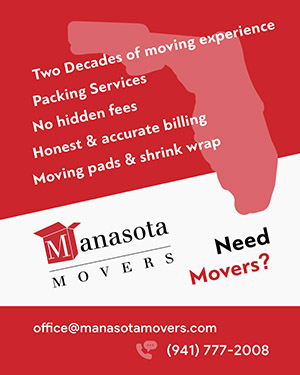 Two Decades of moving experience
Packing Services
No hidden fees
Honest & accurate billing
Moving pads & shrink wrap
Manasota
MOVERS
Need
Movers?
office@manasotamovers.com
(941) 777-2008